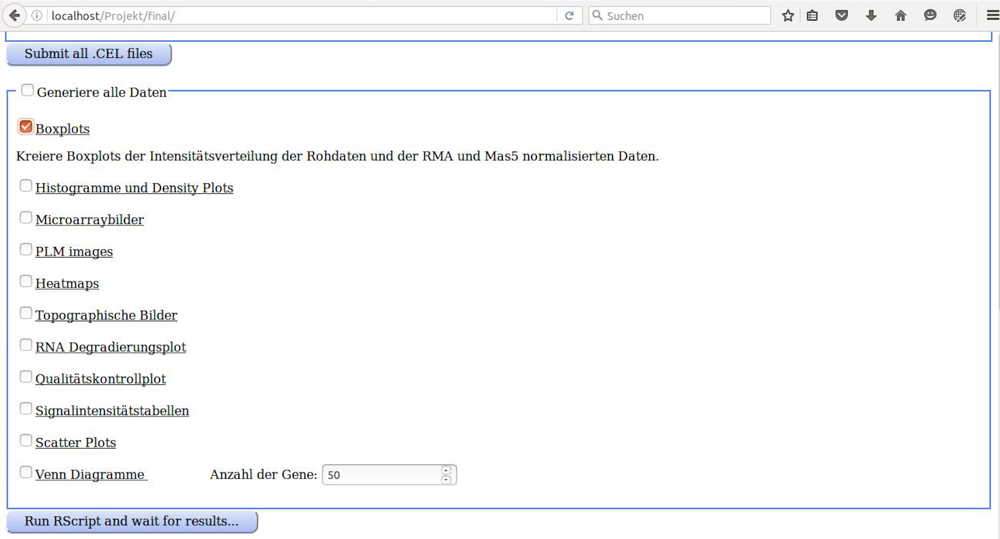 localhost/Projekt/final/
Suchen
Submit all .CEL files
Generiere alle Daten
Boxplots
Kreiere Boxplots der Intensitätsverteilung der Rohdaten und der RMA und Mas5 normalisierten Daten.
Histogramme und Density Plots
Microarraybilder
PLM images
Heatmaps
Topographische Bilder
RNA Degradierungsplot
Qualitätskontrollplot
Signalintensitätstabellen
Scatter Plots
Venn Diagramme Anzahl der Gene: 50
Run RScript and wait for results...